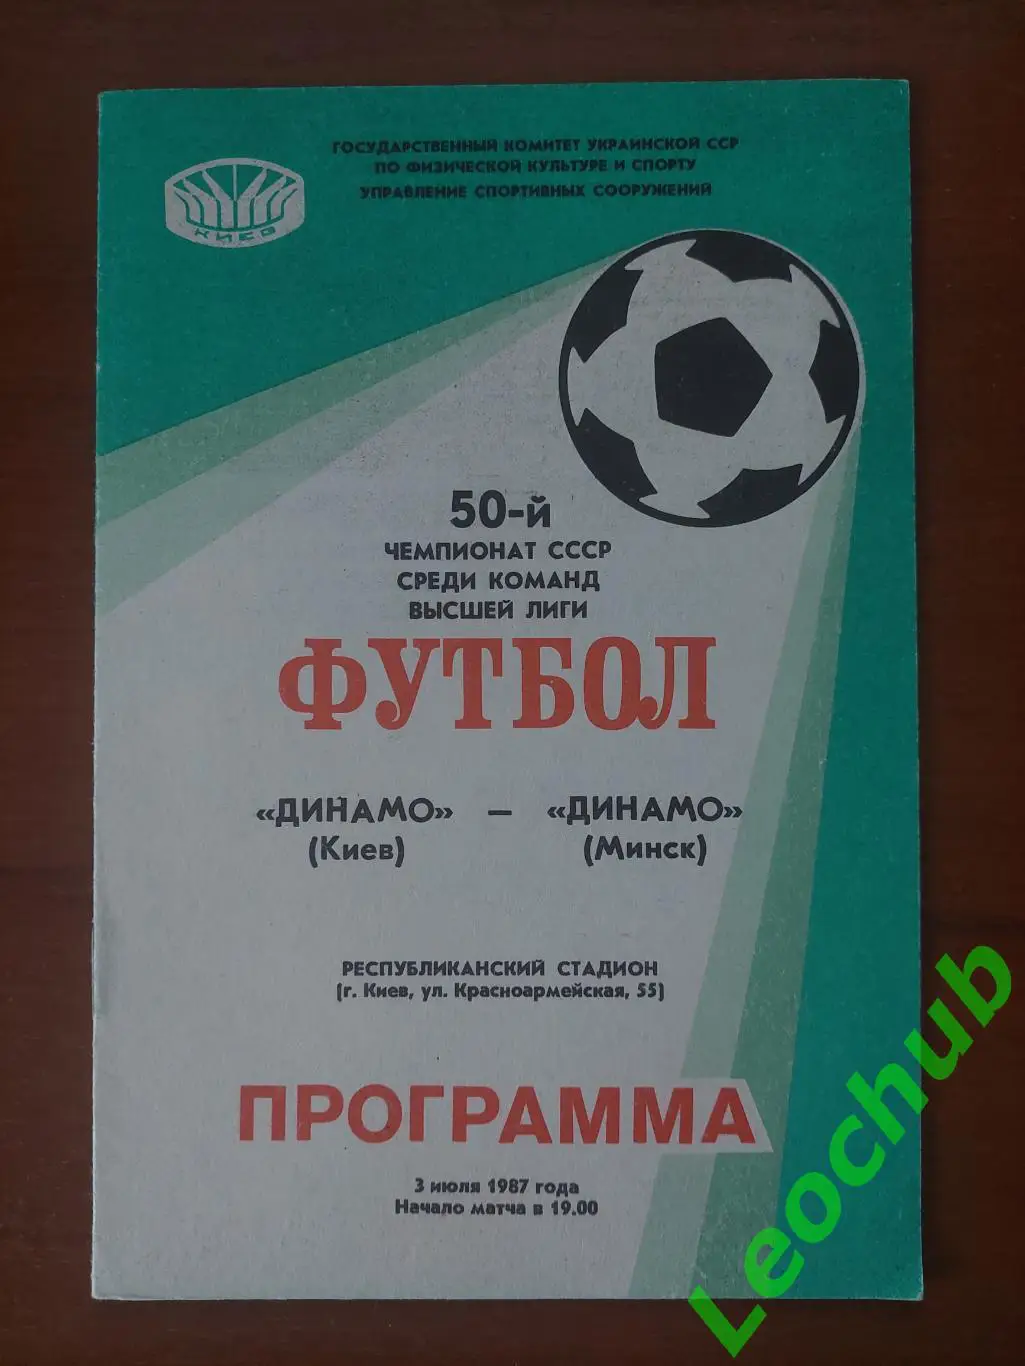 ГОСУДАРСТВЕННЫЙ КОМИТЕТ УКРАИНСКОЙ ССР
ПО ФИЗИЧЕСКОЙ КУЛЬТУРЕ И СПОРТУ
УПРАВЛЕНИЕ СПОРТИВНЫХ СООРУЖЕНИЙ
КИЕВ
50-й
ЧЕМПИОНАТ СССР
СРЕДИ КОМАНД
ВЫСШЕЙ ЛИГИ
ФУТБОЛ
«ДИНАМО» — «ДИНАМО»
(Киев) (Минск)
РЕСПУБЛИКАНСКИЙ СТАДИОН
(г. Киев, ул. Красноармейская, 55)
ПРОГРАММА
3 июля 1987 года
Начало матча в 19.00
Leochub